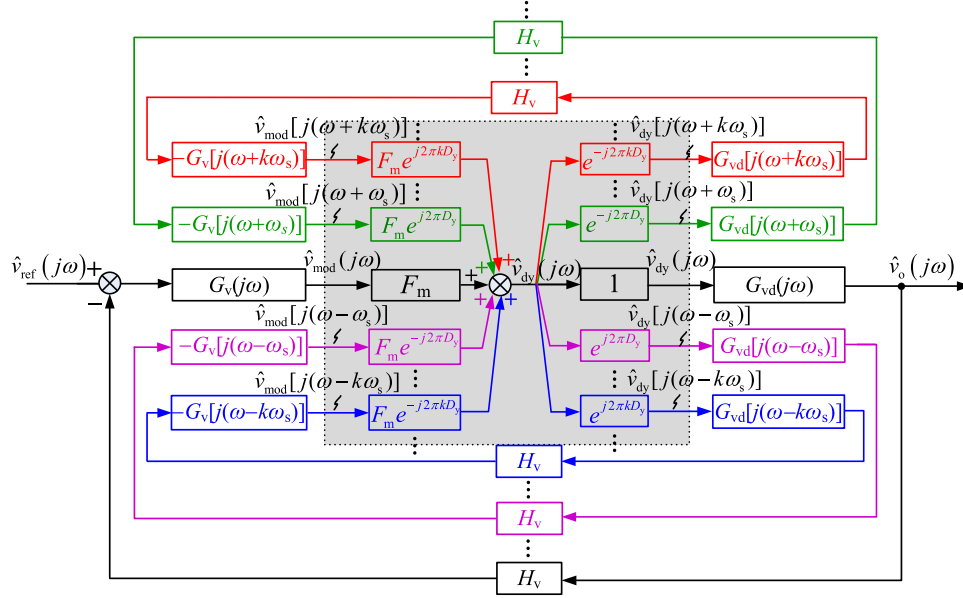 ⋮
H_v
⋮
H_v
v̂_mod[j(ω+kω_s)] ⋮ ⋮ v̂_dy[j(ω+kω_s)]
−G_v[j(ω+kω_s)] F_m e^{j2πkD_y} e^{−j2πkD_y} G_vd[j(ω+kω_s)]
v̂_mod[j(ω+ω_s)] ⋮ ⋮ v̂_dy[j(ω+ω_s)]
−G_v[j(ω+ω_s)] F_m e^{j2πD_y} e^{−j2πD_y} G_vd[j(ω+ω_s)]
+ +
v̂_ref(jω) + v̂_mod(jω) + v̂_dy(jω) v̂_dy(jω) v̂_o(jω)
G_v(jω) F_m 1 G_vd(jω)
− + +
v̂_mod[j(ω−ω_s)] v̂_dy[j(ω−ω_s)]
−G_v[j(ω−ω_s)] F_m e^{−j2πD_y} e^{j2πD_y} G_vd[j(ω−ω_s)]
v̂_mod[j(ω−kω_s)] ⋮ ⋮ v̂_dy[j(ω−kω_s)]
−G_v[j(ω−kω_s)] F_m e^{−j2πkD_y} e^{j2πkD_y} G_vd[j(ω−kω_s)]
⋮ ⋮
H_v
⋮
H_v
⋮
H_v